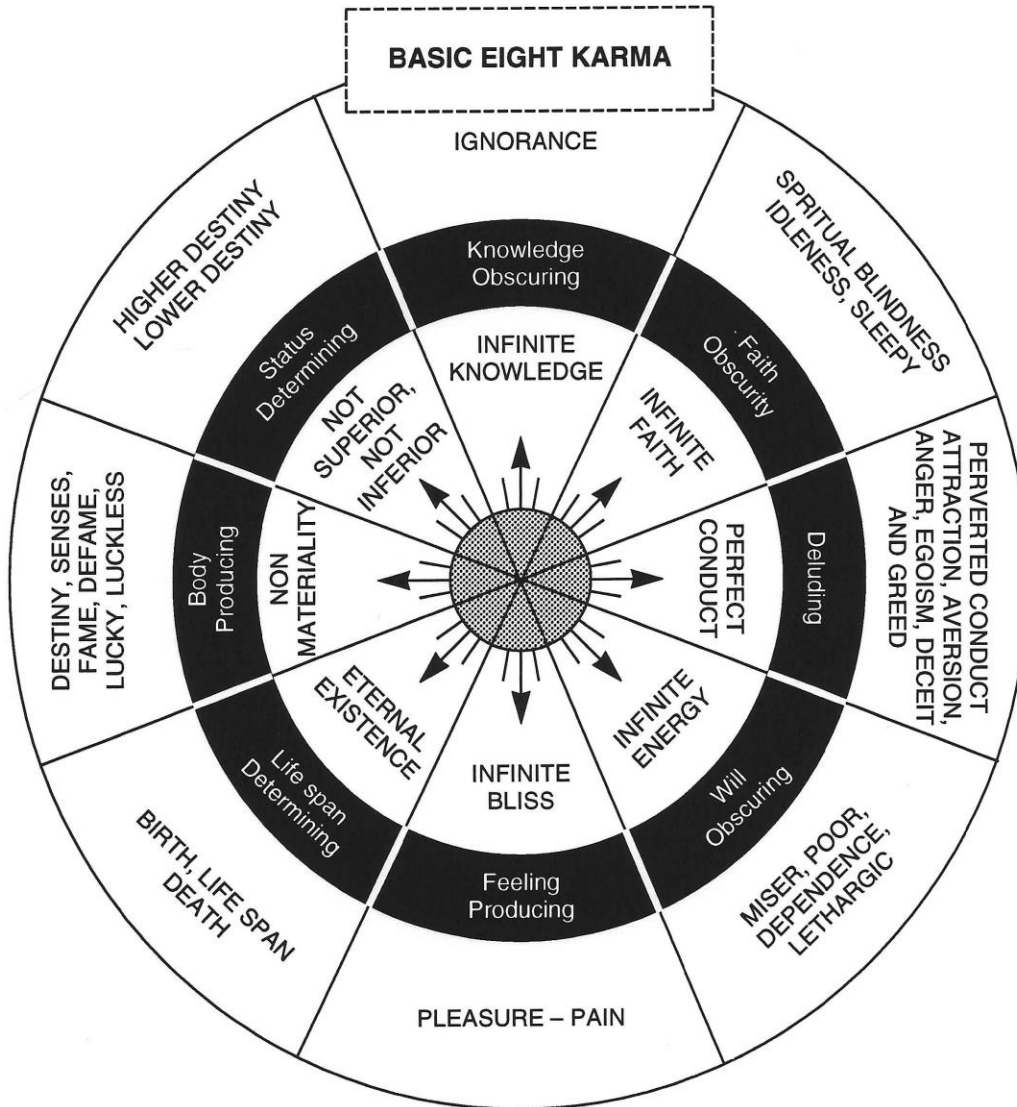 BASIC EIGHT KARMA
IGNORANCE
Knowledge
Obscuring
INFINITE
KNOWLEDGE
SPRITUAL BLINDNESS
IDLENESS, SLEEPY
Faith
Obscurity
INFINITE
FAITH
PERVERTED CONDUCT
ATTRACTION, AVERSION,
ANGER, EGOISM, DECEIT
AND GREED
Deluding
PERFECT
CONDUCT
MISER, POOR,
DEPENDENCE,
LETHARGIC
Will
Obscuring
INFINITE
ENERGY
PLEASURE – PAIN
Feeling
Producing
INFINITE
BLISS
BIRTH, LIFE SPAN
DEATH
Life span
Determining
ETERNAL
EXISTENCE
DESTINY, SENSES,
FAME, DEFAME,
LUCKY, LUCKLESS
Body
Producing
NON
MATERIALITY
HIGHER DESTINY
LOWER DESTINY
Status
Determining
NOT
SUPERIOR,
NOT
INFERIOR